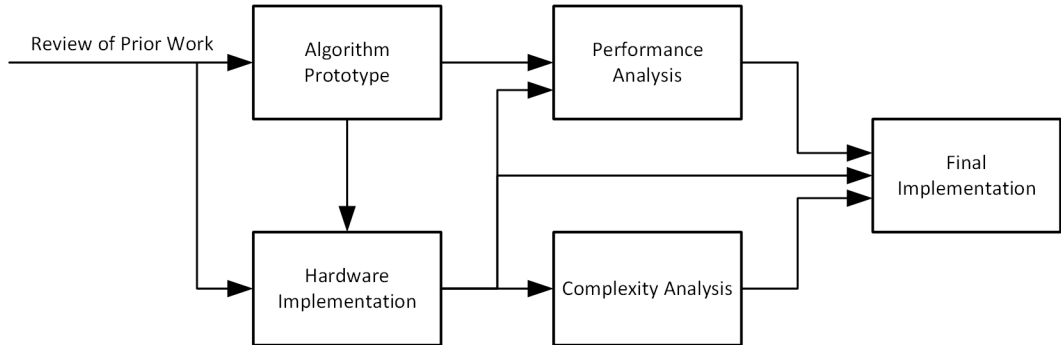 Review of Prior Work
Algorithm
Prototype
Performance
Analysis
Final
Implementation
Hardware
Implementation
Complexity Analysis